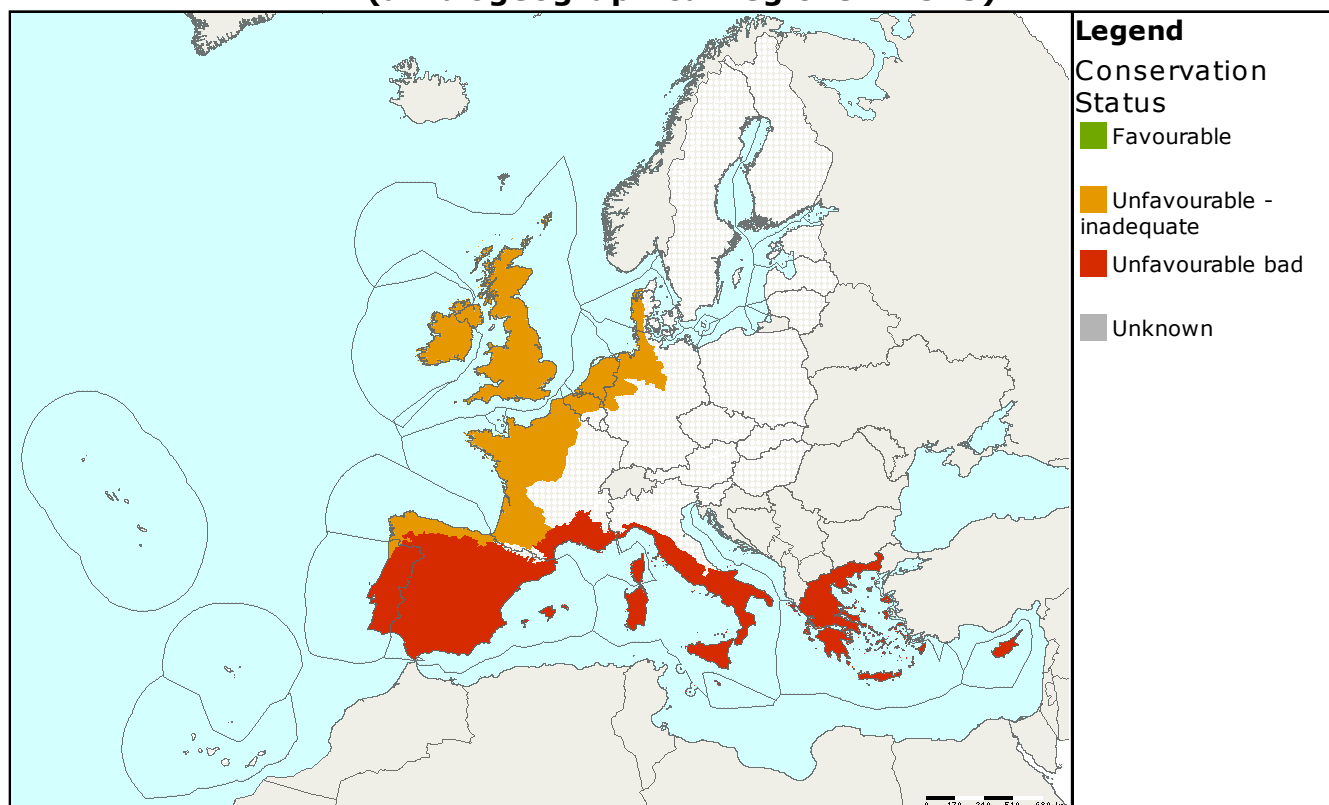 Legend
Conservation
Status
Favourable
Unfavourable -
inadequate
Unfavourable bad
Unknown